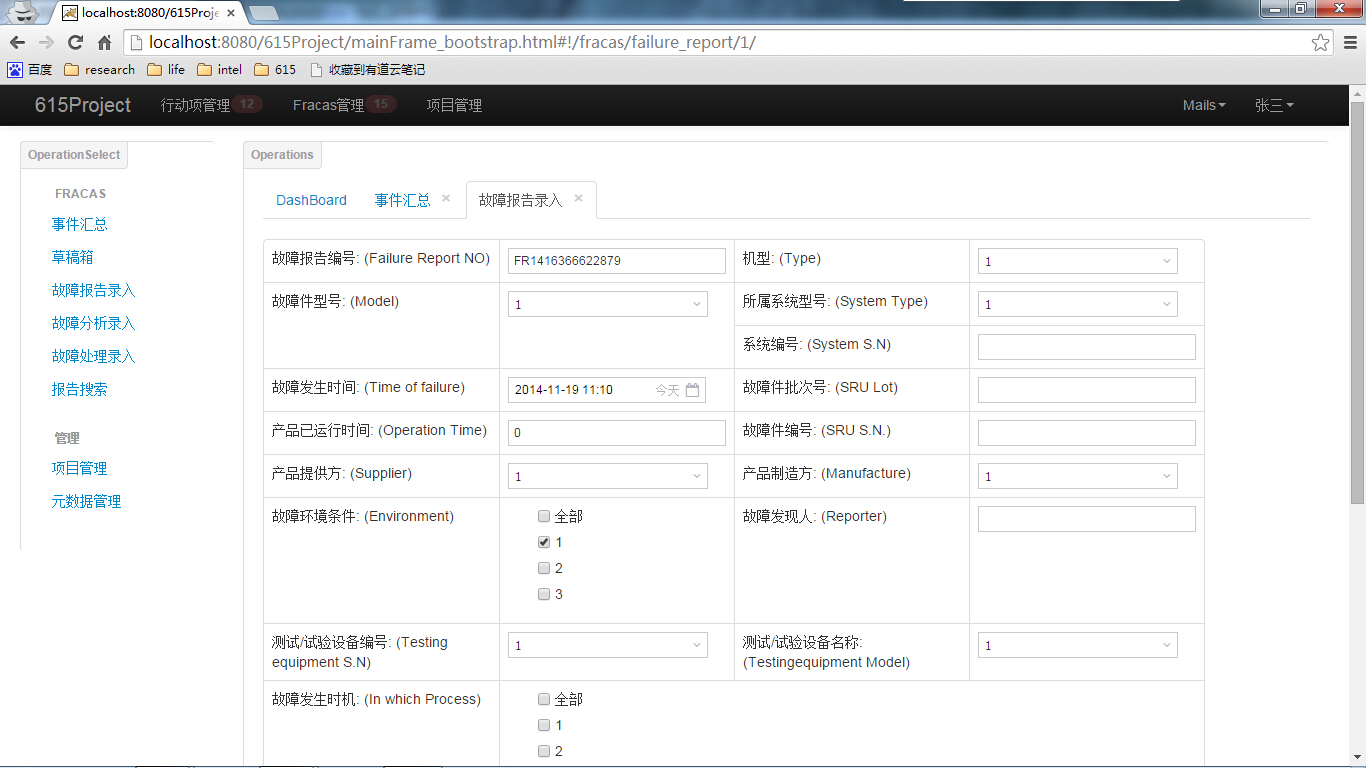 localhost:8080/615Proje
localhost:8080/615Project/mainFrame_bootstrap.html#!/fracas/failure_report/1/
百度 research life intel 615 收藏到有道云笔记
615Project 行动项管理 12 Fracas管理 15 项目管理 Mails 张三
OperationSelect
FRACAS
事件汇总
草稿箱
故障报告录入
故障分析录入
故障处理录入
报告搜索
管理
项目管理
元数据管理
Operations
DashBoard 事件汇总 × 故障报告录入 ×
故障报告编号: (Failure Report NO) FR1416366622879 机型: (Type) 1
故障件型号: (Model) 1 所属系统型号: (System Type) 1
系统编号: (System S.N)
故障发生时间: (Time of failure) 2014-11-19 11:10 今天 故障件批次号: (SRU Lot)
产品已运行时间: (Operation Time) 0 故障件编号: (SRU S.N.)
产品提供方: (Supplier) 1 产品制造方: (Manufacture) 1
故障环境条件: (Environment) 全部 故障发现人: (Reporter)
1
2
3
测试/试验设备编号: (Testing
equipment S.N) 1
测试/试验设备名称:
(Testingequipment Model) 1
故障发生时机: (In which Process) 全部
1
2